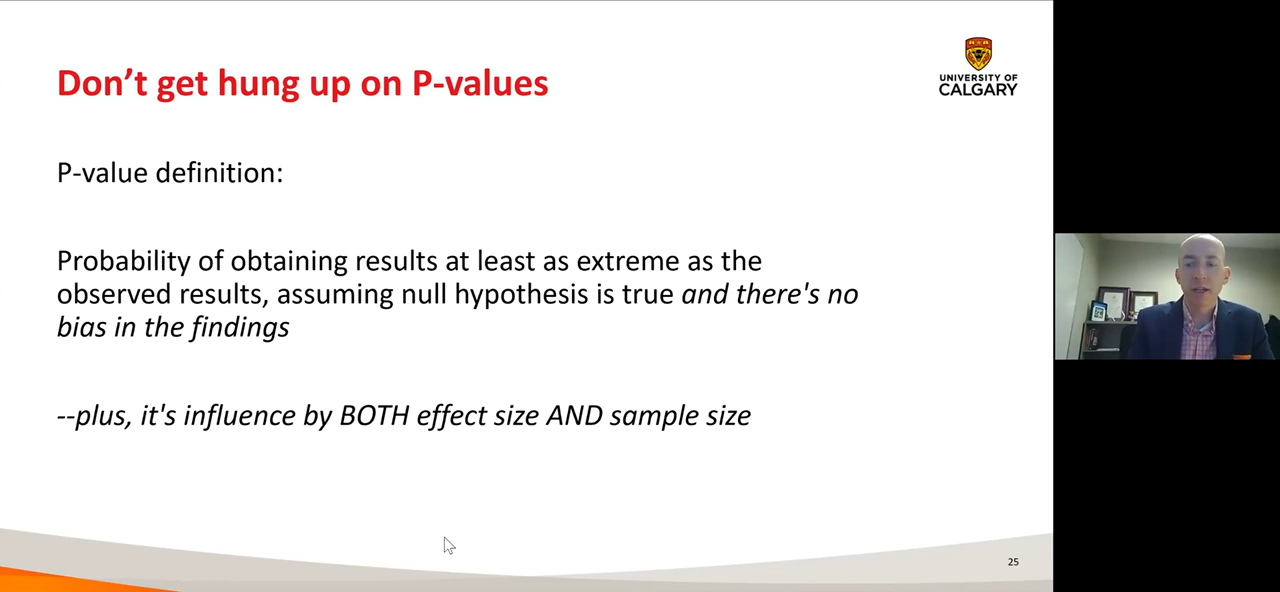 Don't get hung up on P-values
UNIVERSITY OF
CALGARY
P-value definition:
Probability of obtaining results at least as extreme as the
observed results, assuming null hypothesis is true and there's no
bias in the findings
--plus, it's influence by BOTH effect size AND sample size
25